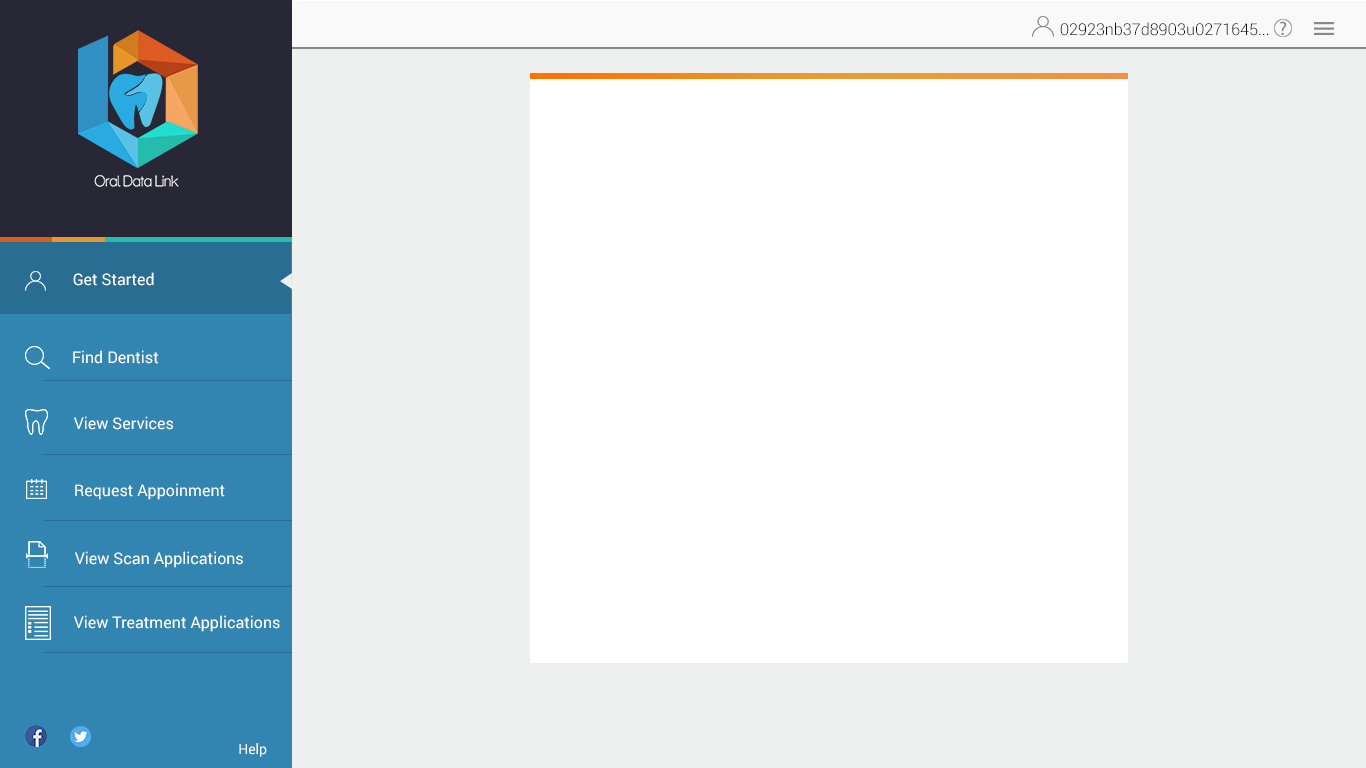 02923nb37d8903u0271645...
Oral Data Link
Get Started
Find Dentist
View Services
Request Appoinment
View Scan Applications
View Treatment Applications
Help